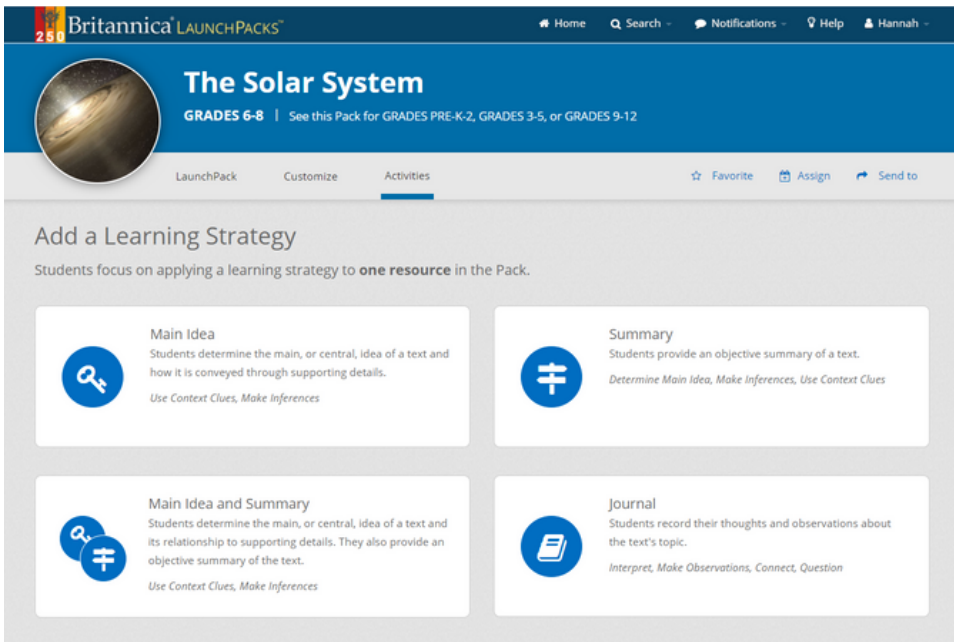 250 Britannica® LAUNCHPACKS™
Home Search Notifications Help Hannah
The Solar System
GRADES 6-8 | See this Pack for GRADES PRE-K-2, GRADES 3-5, or GRADES 9-12
LaunchPack Customize Activities Favorite Assign Send to
Add a Learning Strategy
Students focus on applying a learning strategy to one resource in the Pack.
Main Idea
Students determine the main, or central, idea of a text and
how it is conveyed through supporting details.
Use Context Clues, Make Inferences
Summary
Students provide an objective summary of a text.
Determine Main Idea, Make Inferences, Use Context Clues
Main Idea and Summary
Students determine the main, or central, idea of a text and
its relationship to supporting details. They also provide an
objective summary of the text.
Use Context Clues, Make Inferences
Journal
Students record their thoughts and observations about
the text's topic.
Interpret, Make Observations, Connect, Question